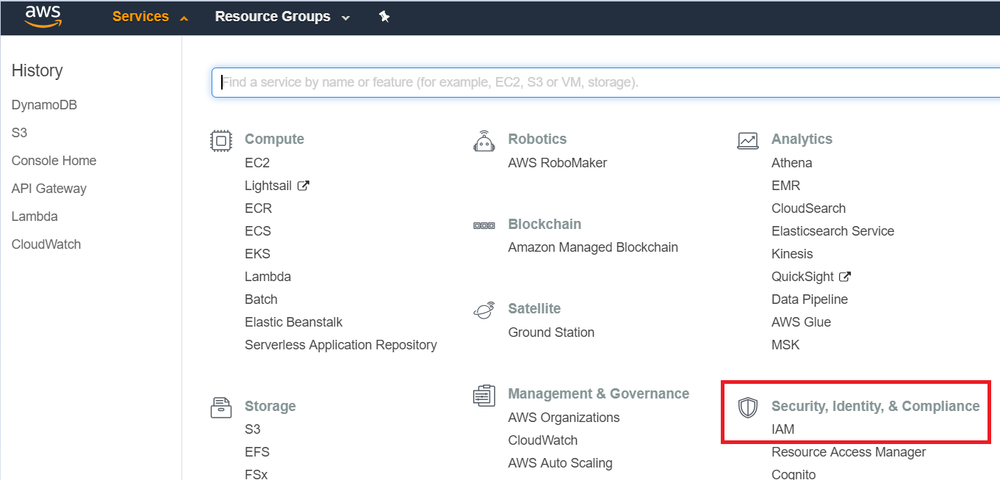 aws
Services
Resource Groups
History
DynamoDB
S3
Console Home
API Gateway
Lambda
CloudWatch
Find a service by name or feature (for example, EC2, S3 or VM, storage).
Compute
EC2
Lightsail
ECR
ECS
EKS
Lambda
Batch
Elastic Beanstalk
Serverless Application Repository
Storage
S3
EFS
FSx
Robotics
AWS RoboMaker
Blockchain
Amazon Managed Blockchain
Satellite
Ground Station
Management & Governance
AWS Organizations
CloudWatch
AWS Auto Scaling
Analytics
Athena
EMR
CloudSearch
Elasticsearch Service
Kinesis
QuickSight
Data Pipeline
AWS Glue
MSK
Security, Identity, & Compliance
IAM
Resource Access Manager
Cognito